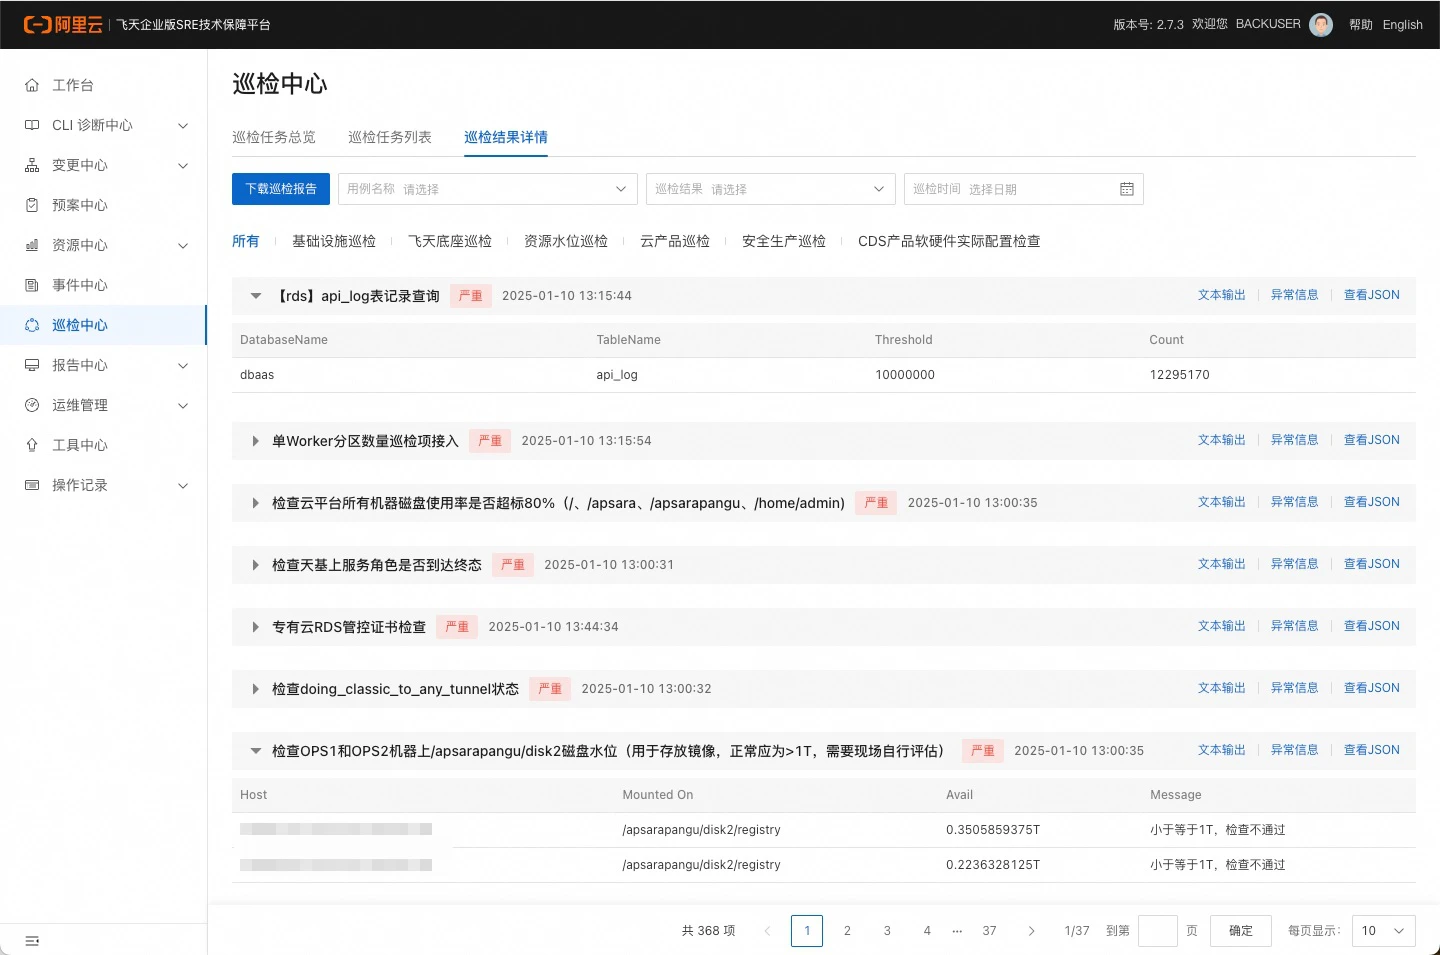 阿里云 飞天企业版SRE技术保障平台 版本号: 2.7.3 欢迎您 BACKUSER 帮助 English
工作台
CLI 诊断中心
变更中心
预案中心
资源中心
事件中心
巡检中心
报告中心
运维管理
工具中心
操作记录
巡检中心
巡检任务总览 巡检任务列表 巡检结果详情
下载巡检报告 用例名称 请选择 巡检结果 请选择 巡检时间 选择日期
所有 基础设施巡检 飞天底座巡检 资源水位巡检 云产品巡检 安全生产巡检 CDS产品软硬件实际配置检查
【rds】api_log表记录查询 严重 2025-01-10 13:15:44 文本输出 异常信息 查看JSON
DatabaseName TableName Threshold Count
dbaas api_log 10000000 12295170
单Worker分区数量巡检项接入 严重 2025-01-10 13:15:54 文本输出 异常信息 查看JSON
检查云平台所有机器磁盘使用率是否超标80%（/、/apsara、/apsarapangu、/home/admin) 严重 2025-01-10 13:00:35 文本输出 异常信息 查看JSON
检查天基上服务角色是否到达终态 严重 2025-01-10 13:00:31 文本输出 异常信息 查看JSON
专有云RDS管控证书检查 严重 2025-01-10 13:44:34 文本输出 异常信息 查看JSON
检查doing_classic_to_any_tunnel状态 严重 2025-01-10 13:00:32 文本输出 异常信息 查看JSON
检查OPS1和OPS2机器上/apsarapangu/disk2磁盘水位（用于存放镜像，正常应为>1T，需要现场自行评估） 严重 2025-01-10 13:00:35 文本输出 异常信息 查看JSON
Host Mounted On Avail Message
/apsarapangu/disk2/registry 0.3505859375T 小于等于1T，检查不通过
/apsarapangu/disk2/registry 0.2236328125T 小于等于1T，检查不通过
共 368 项 1 2 3 4 ··· 37 1/37 到第 页 确定 每页显示: 10